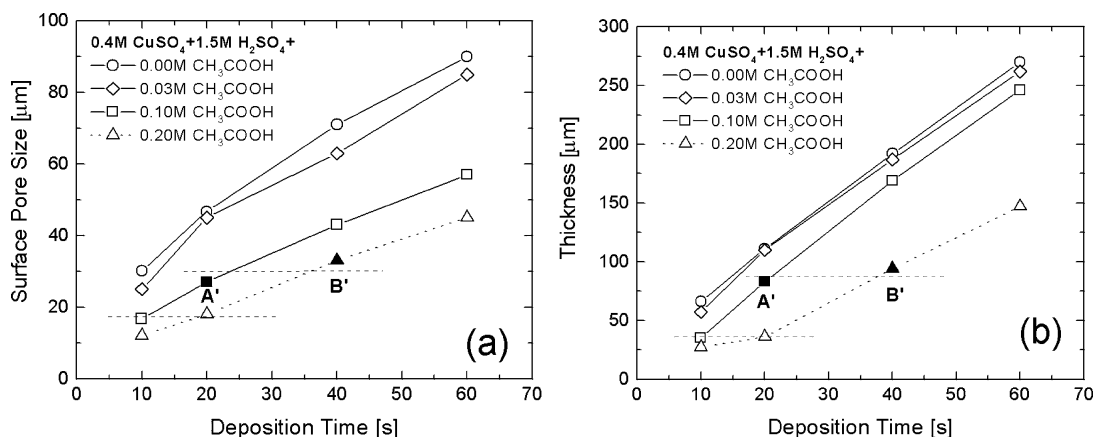 100
80
60
40
20
0
Surface Pore Size [µm]
0.4M CuSO₄+1.5M H₂SO₄+
0.00M CH₃COOH
0.03M CH₃COOH
0.10M CH₃COOH
0.20M CH₃COOH
A'
B'
(a)
0 10 20 30 40 50 60 70
Deposition Time [s]
300
250
200
150
100
50
0
Thickness [µm]
0.4M CuSO₄+1.5M H₂SO₄+
0.00M CH₃COOH
0.03M CH₃COOH
0.10M CH₃COOH
0.20M CH₃COOH
A'
B'
(b)
0 10 20 30 40 50 60 70
Deposition Time [s]